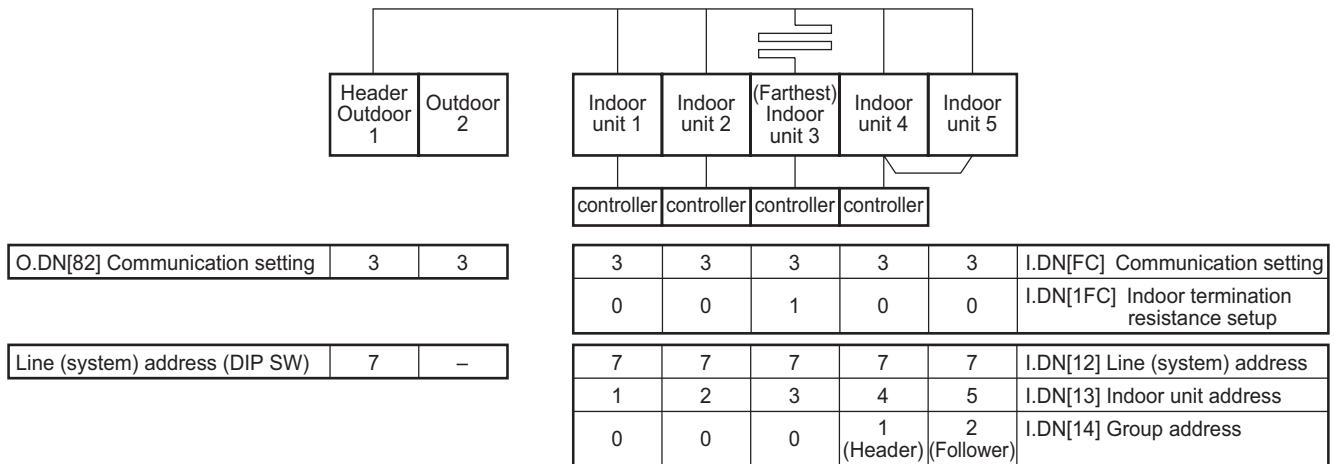 Header
Outdoor
1
Outdoor
2
Indoor
unit 1
Indoor
unit 2
(Farthest)
Indoor
unit 3
Indoor
unit 4
Indoor
unit 5
controller controller controller controller
O.DN[82] Communication setting 3 3
3 3 3 3 3 I.DN[FC] Communication setting
0 0 1 0 0 I.DN[1FC] Indoor termination
resistance setup
Line (system) address (DIP SW) 7 –
7 7 7 7 7 I.DN[12] Line (system) address
1 2 3 4 5 I.DN[13] Indoor unit address
0 0 0 1 2 I.DN[14] Group address
(Header) (Follower)